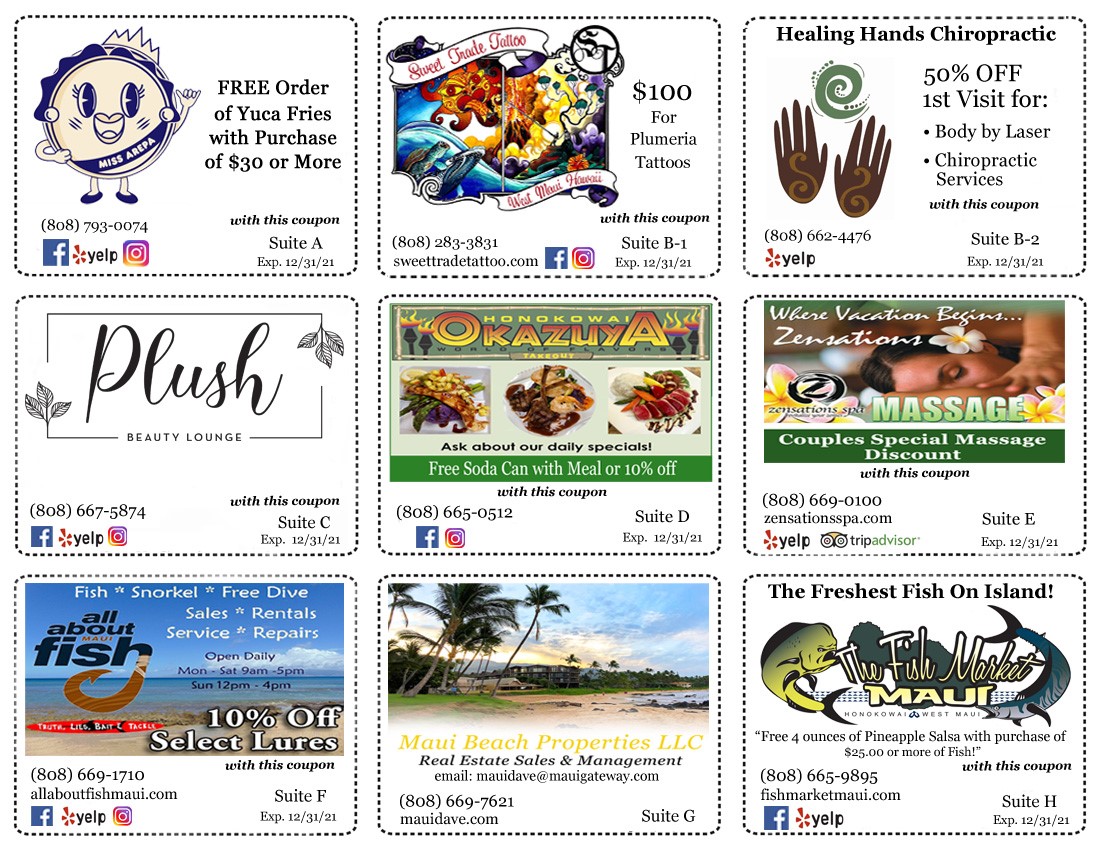 MISS AREPA
FREE Order
of Yuca Fries
with Purchase
of $30 or More
with this coupon
(808) 793-0074
yelp
Suite A
Exp. 12/31/21
Sweet Trade Tattoo
ST
West Maui Hawaii
$100
For
Plumeria
Tattoos
with this coupon
(808) 283-3831
sweettradetattoo.com
Suite B-1
Exp. 12/31/21
Healing Hands Chiropractic
50% OFF
1st Visit for:
• Body by Laser
• Chiropractic
Services
with this coupon
(808) 662-4476
yelp
Suite B-2
Exp. 12/31/21
Plush
BEAUTY LOUNGE
with this coupon
(808) 667-5874
yelp
Suite C
Exp. 12/31/21
HONOKOWAI
OKAZUYA
WORLD OF FLAVORS
TAKEOUT
Ask about our daily specials!
Free Soda Can with Meal or 10% off
with this coupon
(808) 665-0512
Suite D
Exp. 12/31/21
Where Vacation Begins...
Zensations
Z
zensations spa
MASSAGE
Couples Special Massage
Discount
with this coupon
(808) 669-0100
zensationsspa.com
yelp
tripadvisor
Suite E
Exp. 12/31/21
Fish * Snorkel * Free Dive
Sales * Rentals
Service * Repairs
all
about
MAUI
fish
Open Daily
Mon - Sat 9am -5pm
Sun 12pm - 4pm
TRUTH, LIES, BAIT & TACKLE
10% Off
Select Lures
with this coupon
(808) 669-1710
allaboutfishmaui.com
yelp
Suite F
Exp. 12/31/21
Maui Beach Properties LLC
Real Estate Sales & Management
email: mauidave@mauigateway.com
(808) 669-7621
mauidave.com
Suite G
The Freshest Fish On Island!
The Fish Market
MAUI
HONOKOWAI WEST MAUI
“Free 4 ounces of Pineapple Salsa with purchase of
$25.00 or more of Fish!”
with this coupon
(808) 665-9895
fishmarketmaui.com
yelp
Suite H
Exp. 12/31/21